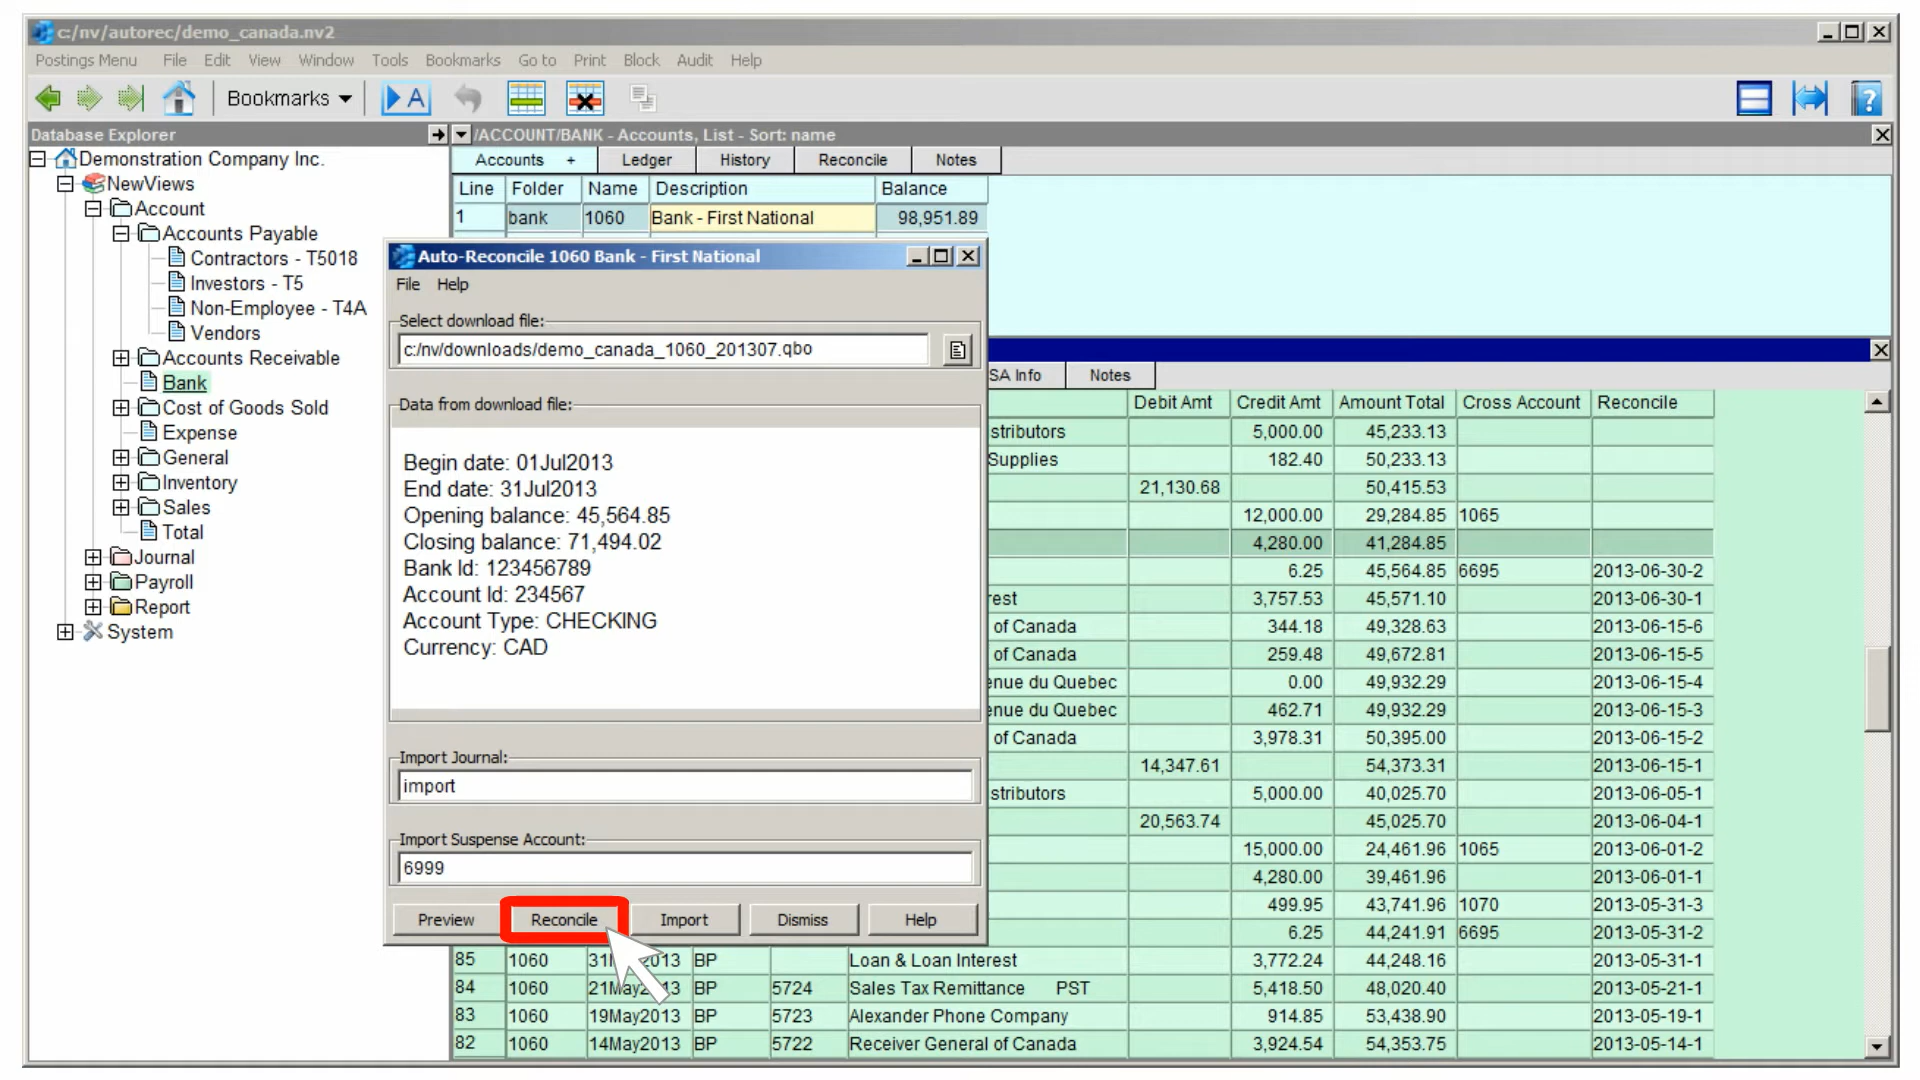 c:/nv/autorec/demo_canada.nv2
Postings Menu File Edit View Window Tools Bookmarks Go to Print Block Audit Help
Bookmarks A ?
Database Explorer
/ACCOUNT/BANK - Accounts, List - Sort: name
Demonstration Company Inc.
NewViews
Account
Accounts Payable
Contractors - T5018
Investors - T5
Non-Employee - T4A
Vendors
Accounts Receivable
Bank
Cost of Goods Sold
Expense
General
Inventory
Sales
Total
Journal
Payroll
Report
System
Accounts + Ledger History Reconcile Notes
Line Folder Name Description Balance
1 bank 1060 Bank - First National 98,951.89
Auto-Reconcile 1060 Bank - First National
File Help
Select download file:
c:/nv/downloads/demo_canada_1060_201307.qbo
Data from download file:
Begin date: 01Jul2013
End date: 31Jul2013
Opening balance: 45,564.85
Closing balance: 71,494.02
Bank Id: 123456789
Account Id: 234567
Account Type: CHECKING
Currency: CAD
Import Journal:
import
Import Suspense Account:
6999
Preview Reconcile Import Dismiss Help
SA Info Notes
Debit Amt Credit Amt Amount Total Cross Account Reconcile
stributors 5,000.00 45,233.13
Supplies 182.40 50,233.13
21,130.68 50,415.53
12,000.00 29,284.85 1065
4,280.00 41,284.85
6.25 45,564.85 6695 2013-06-30-2
rest 3,757.53 45,571.10 2013-06-30-1
of Canada 344.18 49,328.63 2013-06-15-6
of Canada 259.48 49,672.81 2013-06-15-5
enue du Quebec 0.00 49,932.29 2013-06-15-4
enue du Quebec 462.71 49,932.29 2013-06-15-3
of Canada 3,978.31 50,395.00 2013-06-15-2
14,347.61 54,373.31 2013-06-15-1
stributors 5,000.00 40,025.70 2013-06-05-1
20,563.74 45,025.70 2013-06-04-1
15,000.00 24,461.96 1065 2013-06-01-2
4,280.00 39,461.96 2013-06-01-1
499.95 43,741.96 1070 2013-05-31-3
6.25 44,241.91 6695 2013-05-31-2
85 1060 2013 BP Loan & Loan Interest 3,772.24 44,248.16 2013-05-31-1
84 1060 21May2013 BP 5724 Sales Tax Remittance PST 5,418.50 48,020.40 2013-05-21-1
83 1060 19May2013 BP 5723 Alexander Phone Company 914.85 53,438.90 2013-05-19-1
82 1060 14May2013 BP 5722 Receiver General of Canada 3,924.54 54,353.75 2013-05-14-1